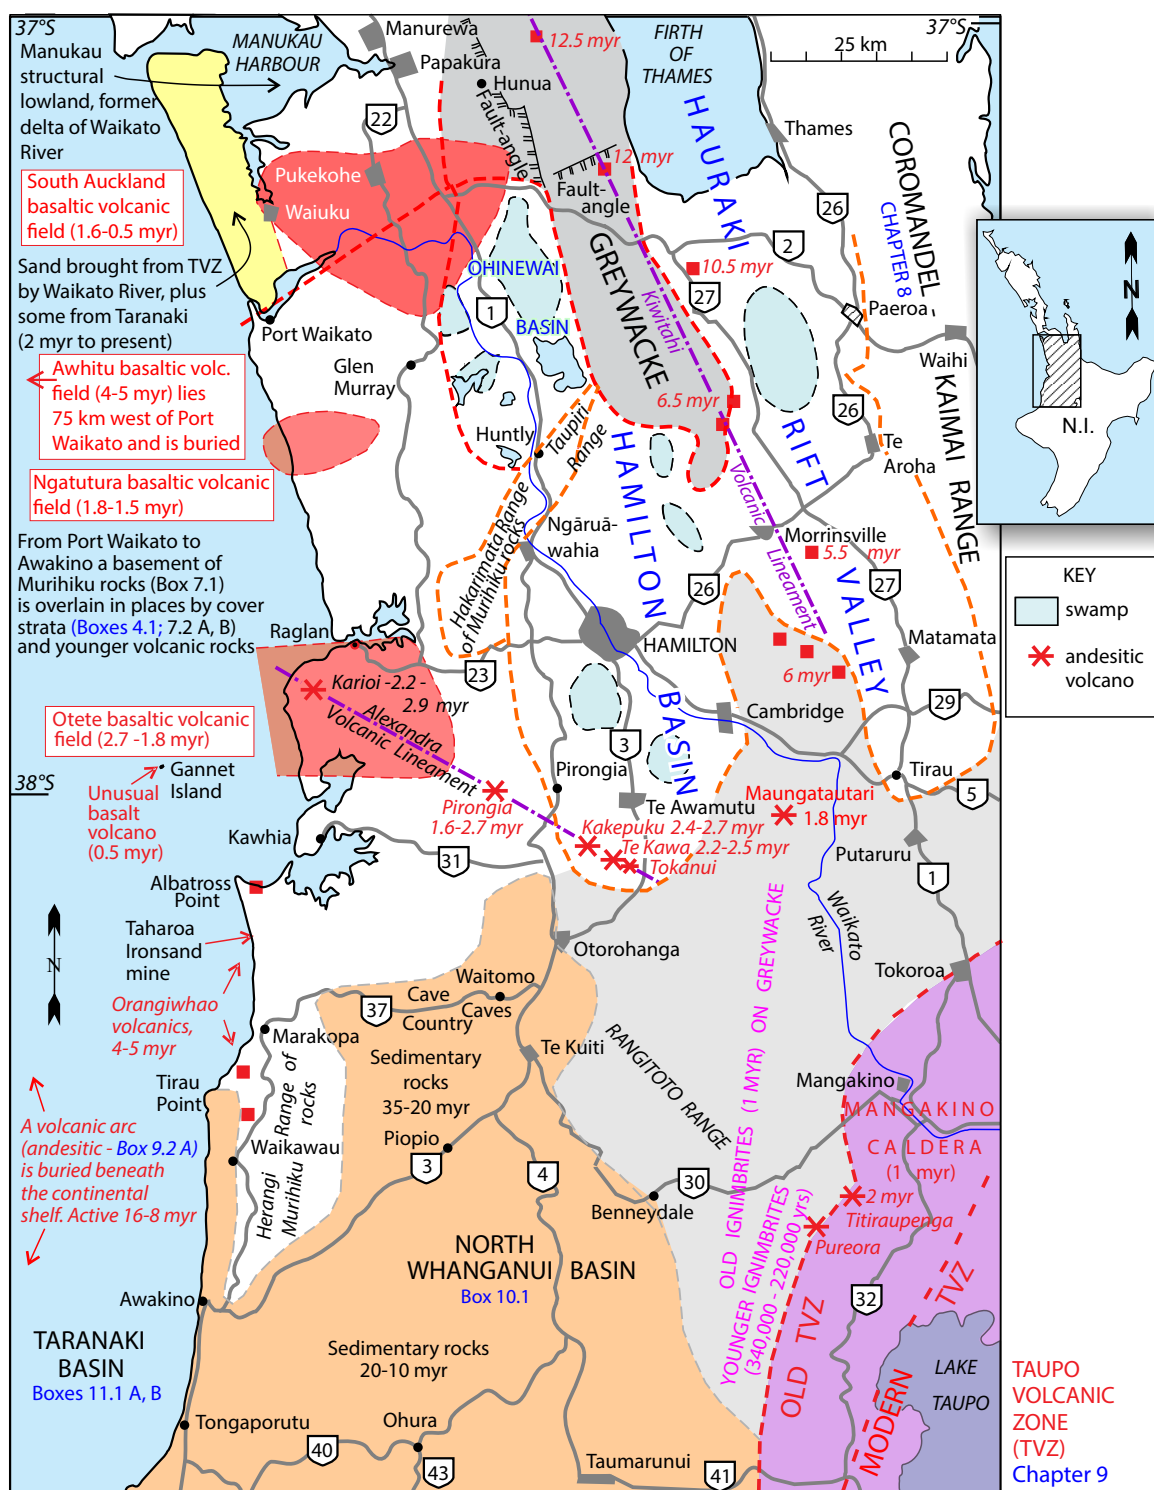 37°S
Manukau
structural
lowland, former
delta of Waikato
River
MANUKAU
HARBOUR
Manurewa
Papakura
Hunua
Fault-angle
12.5 myr
FIRTH
OF
THAMES
25 km
37°S
22
12 myr
Fault-
angle
Thames
HAURAKI
RIFT
VALLEY
COROMANDEL
CHAPTER 8
KAIMAI RANGE
26
2
South Auckland
basaltic volcanic
field (1.6-0.5 myr)
Pukekohe
Waiuku
Sand brought from TVZ
by Waikato River, plus
some from Taranaki
(2 myr to present)
Port Waikato
OHINEWAI
BASIN
1
GREYWACKE
Kiwitahi
Volcanic
Lineament
10.5 myr
27
Paeroa
Waihi
N
N.I.
Awhitu basaltic volc.
field (4-5 myr) lies
75 km west of Port
Waikato and is buried
Glen
Murray
6.5 myr
26
Te
Aroha
Huntly
Taupiri
Range
Ngatutura basaltic volcanic
field (1.8-1.5 myr)
HAMILTON
BASIN
Hakarimata Range
of Murihiku rocks
Ngāruā-
wahia
Morrinsville
5.5 myr
From Port Waikato to
Awakino a basement of
Murihiku rocks (Box 7.1)
is overlain in places by cover
strata (Boxes 4.1; 7.2 A, B)
and younger volcanic rocks
26
27
KEY
swamp
andesitic
volcano
Raglan
HAMILTON
Matamata
23
6 myr
Karioi -2.2 -
2.9 myr
Alexandra
Volcanic Lineament
Otete basaltic volcanic
field (2.7 -1.8 myr)
3
Cambridge
29
38°S
Gannet
Island
Unusual
basalt
volcano
(0.5 myr)
Pirongia
Pirongia
1.6-2.7 myr
Te Awamutu
Maungatautari
1.8 myr
Tirau
5
Kawhia
Kakepuku 2.4-2.7 myr
Te Kawa 2.2-2.5 myr
Tokanui
31
Putaruru
1
Albatross
Point
Taharoa
Ironsand
mine
N
Otorohanga
Waikato
River
Tokoroa
Orangiwhao
volcanics,
4-5 myr
Waitomo
Caves
Cave
Country
37
Marakopa
Sedimentary
rocks
35-20 myr
Te Kuiti
RANGITOTO RANGE
OLD IGNIMBRITES (1 MYR) ON GREYWACKE
YOUNGER IGNIMBRITES
(340,000 - 220,000 yrs)
Mangakino
MANGAKINO
CALDERA
(1 myr)
Tirau
Point
A volcanic arc
(andesitic - Box 9.2 A)
is buried beneath
the continental
shelf. Active 16-8 myr
Herangi Range of
Murihiku rocks
Waikawau
Piopio
3
4
30
Benneydale
2 myr
Titiraupenga
Pureora
NORTH
WHANGANUI BASIN
Box 10.1
Awakino
32
OLD TVZ
MODERN TVZ
TARANAKI
BASIN
Boxes 11.1 A, B
Sedimentary rocks
20-10 myr
LAKE
TAUPO
TAUPO
VOLCANIC
ZONE
(TVZ)
Chapter 9
Tongaporutu
Ohura
40
43
Taumarunui
41